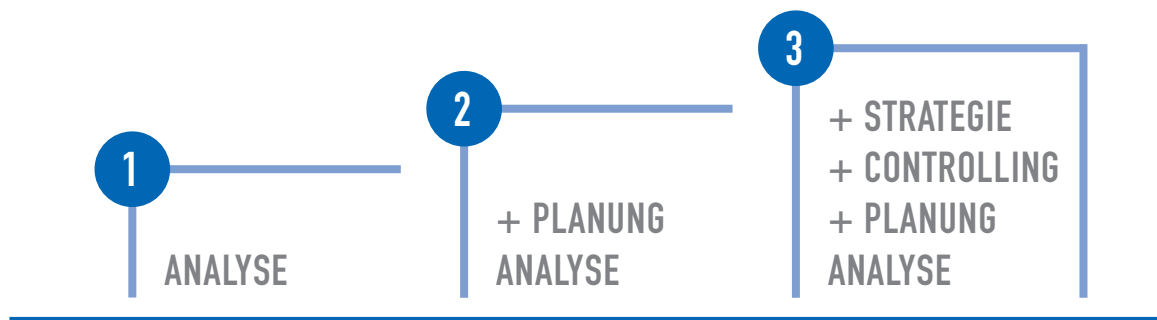 1
ANALYSE
2
+ PLANUNG
ANALYSE
3
+ STRATEGIE
+ CONTROLLING
+ PLANUNG
ANALYSE